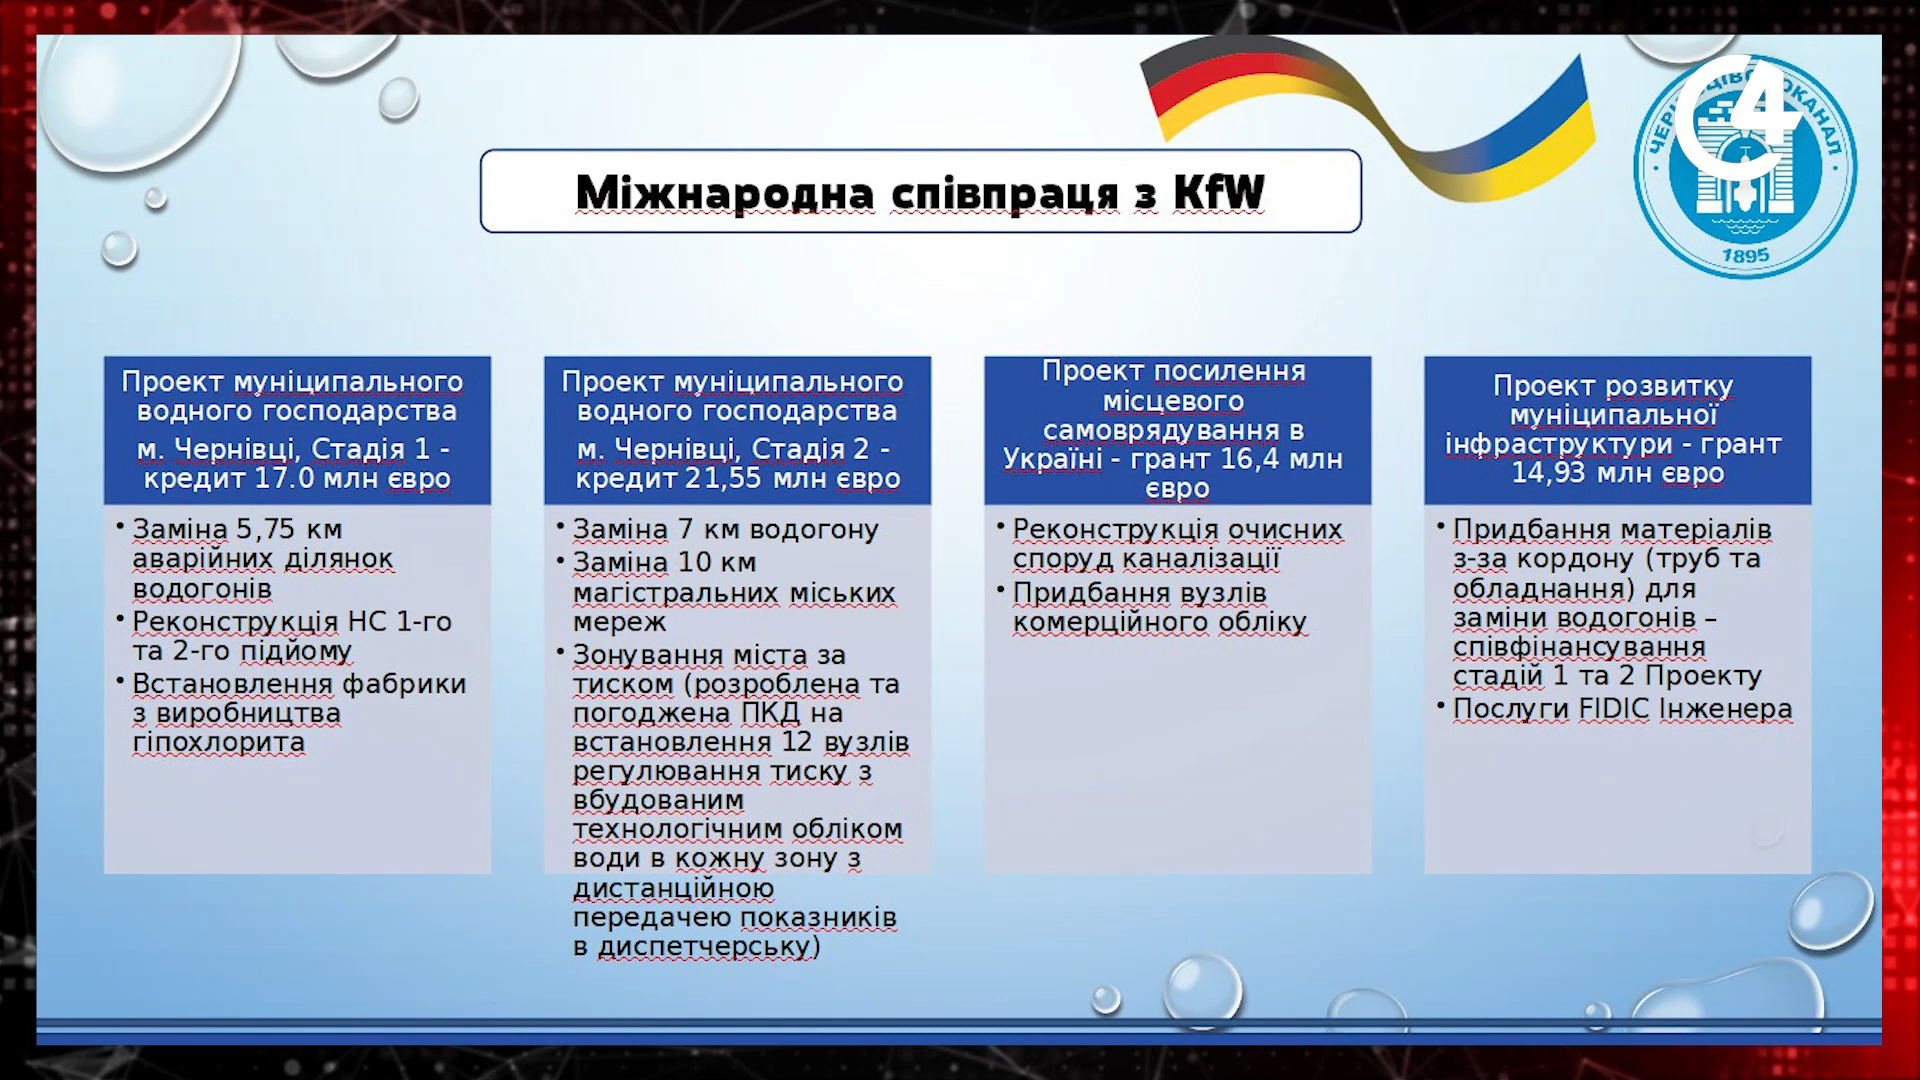 Міжнародна співпраця з KfW
1895
Проект муніципального
водного господарства
м. Чернівці, Стадія 1 -
кредит 17.0 млн євро
Заміна 5,75 км
аварійних ділянок
водогонів
Реконструкція НС 1-го
та 2-го підйому
Встановлення фабрики
з виробництва
гіпохлорита
Проект муніципального
водного господарства
м. Чернівці, Стадія 2 -
кредит 21,55 млн євро
Заміна 7 км водогону
Заміна 10 км
магістральних міських
мереж
Зонування міста за
тиском (розроблена та
погоджена ПКД на
встановлення 12 вузлів
регулювання тиску з
вбудованим
технологічним обліком
води в кожну зону з
дистанційною
передачею показників
в диспетчерську)
Проект посилення
місцевого
самоврядування в
Україні - грант 16,4 млн
євро
Реконструкція очисних
споруд каналізації
Придбання вузлів
комерційного обліку
Проект розвитку
муніципальної
інфраструктури - грант
14,93 млн євро
Придбання матеріалів
з-за кордону (труб та
обладнання) для
заміни водогонів –
співфінансування
стадій 1 та 2 Проекту
Послуги FIDIC Інженера